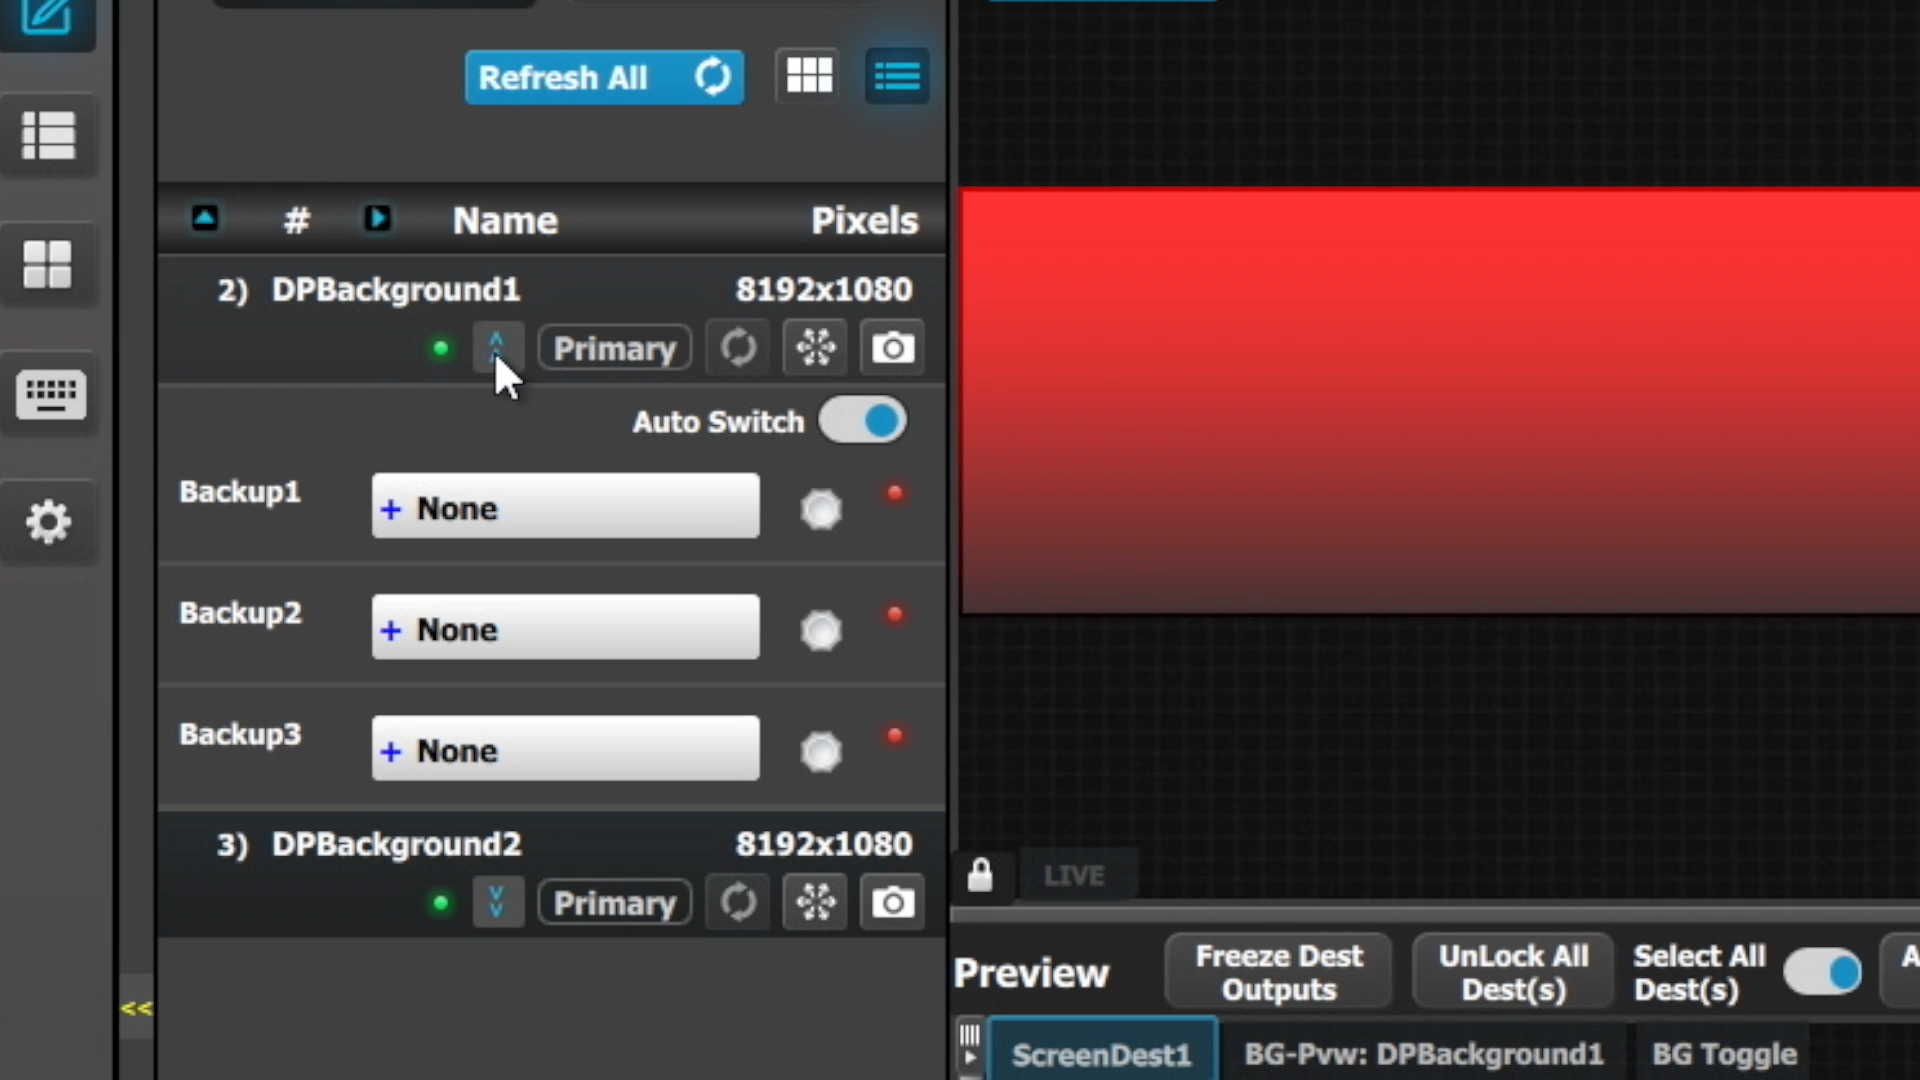 Refresh All
# Name Pixels
2) DPBackground1 8192x1080
Primary
Auto Switch
Backup1 + None
Backup2 + None
Backup3 + None
3) DPBackground2 8192x1080
Primary
<<
LIVE
Preview
Freeze Dest
Outputs
UnLock All
Dest(s)
Select All
Dest(s)
A
ScreenDest1 BG-Pvw: DPBackground1 BG Toggle